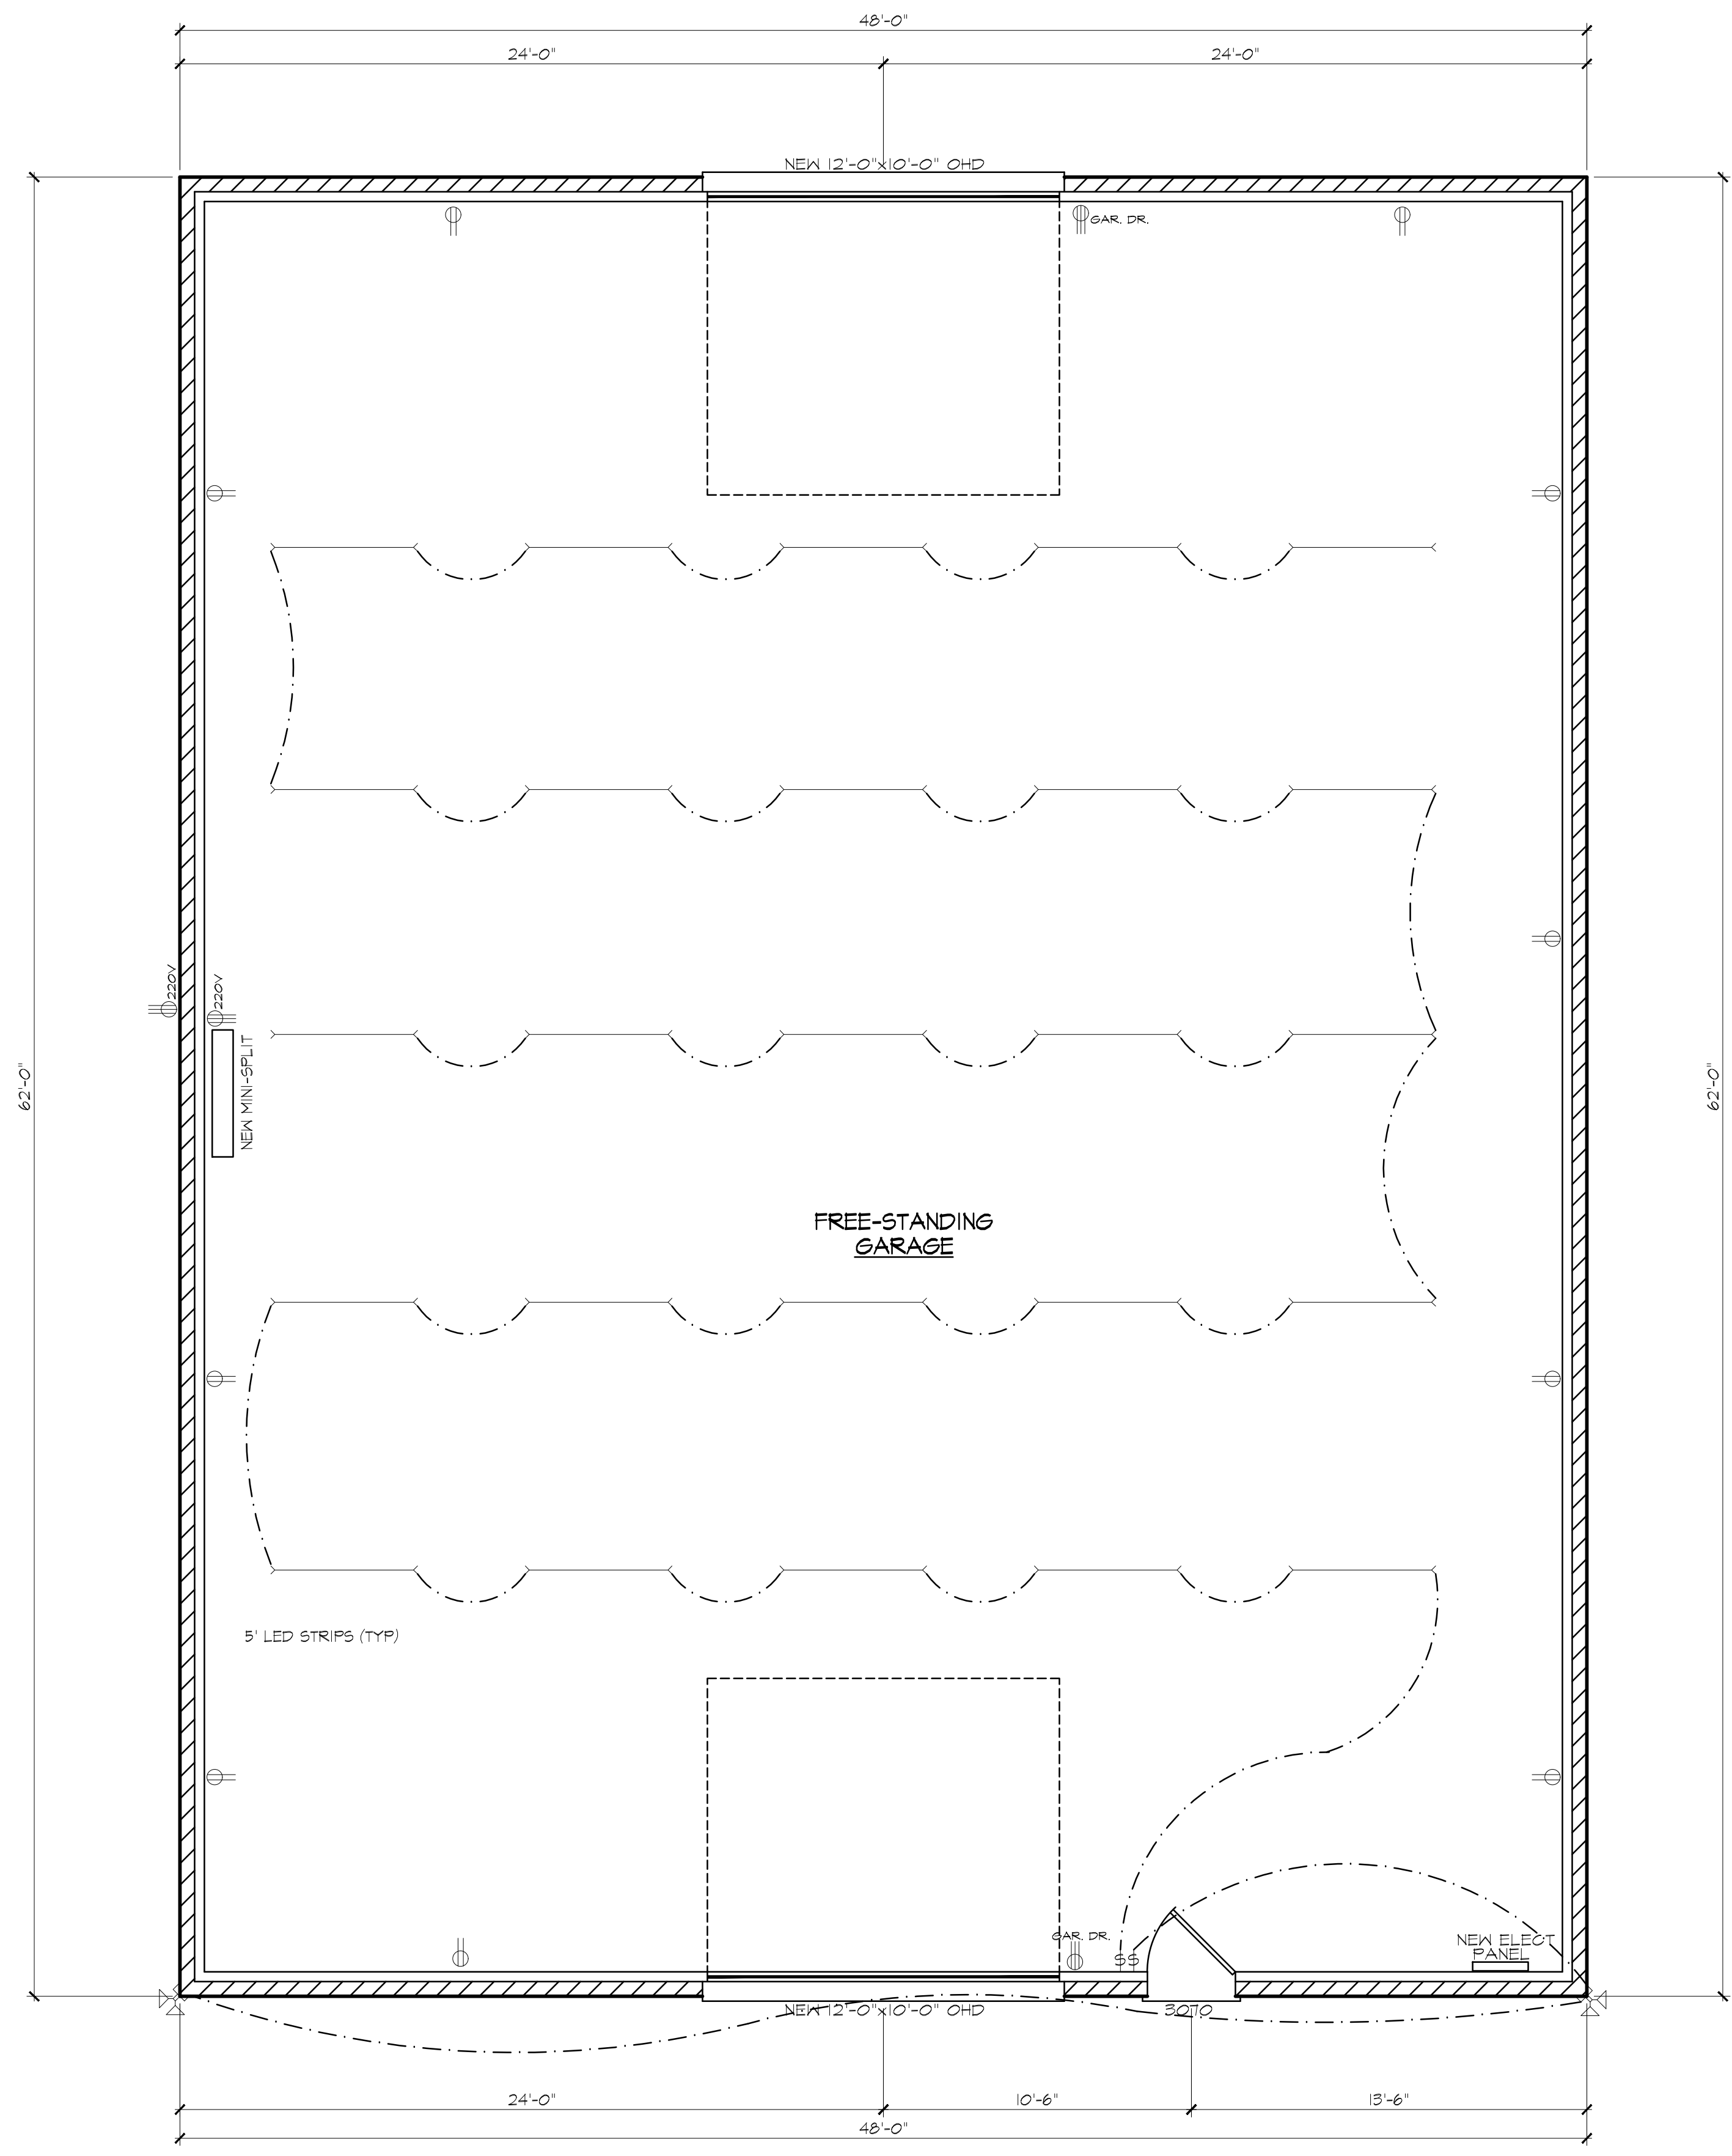 48'-0"
24'-0"
24'-0"
NEW 12'-0"x10'-0" OHD
GAR. DR.
220V
220V
NEW MINI-SPLIT
62'-0"
62'-0"
FREE-STANDING
GARAGE
5' LED STRIPS (TYP)
GAR. DR.
SS
NEW ELECT
PANEL
NEW 12'-0"x10'-0" OHD
3070
24'-0"
10'-6"
13'-6"
48'-0"